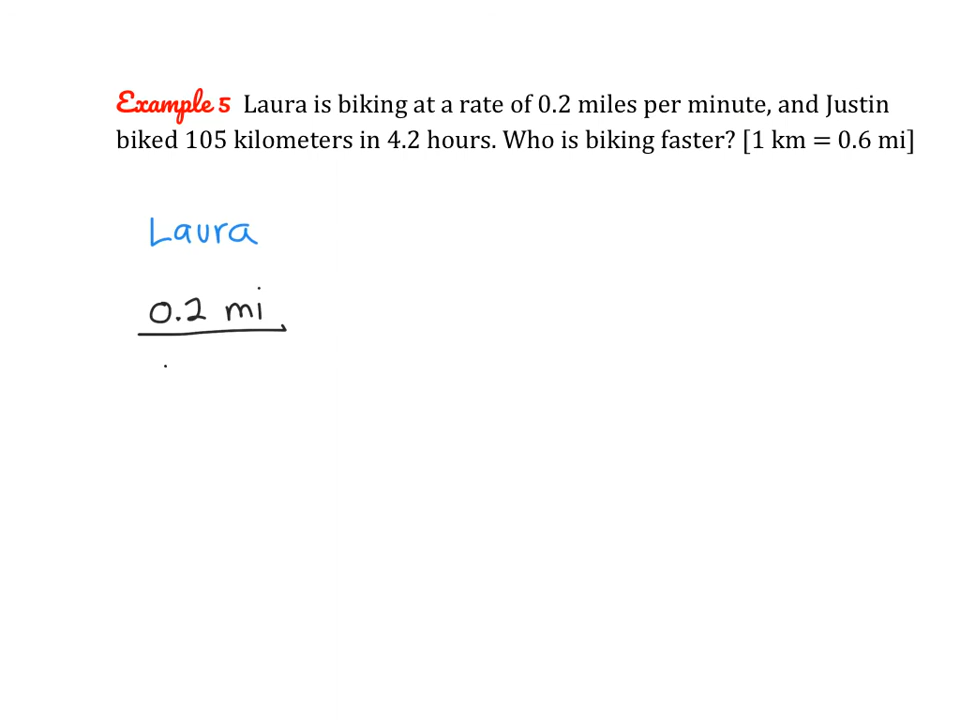 Example 5 Laura is biking at a rate of 0.2 miles per minute, and Justin
biked 105 kilometers in 4.2 hours. Who is biking faster? [1 km = 0.6 mi]
Laura
0.2 mi